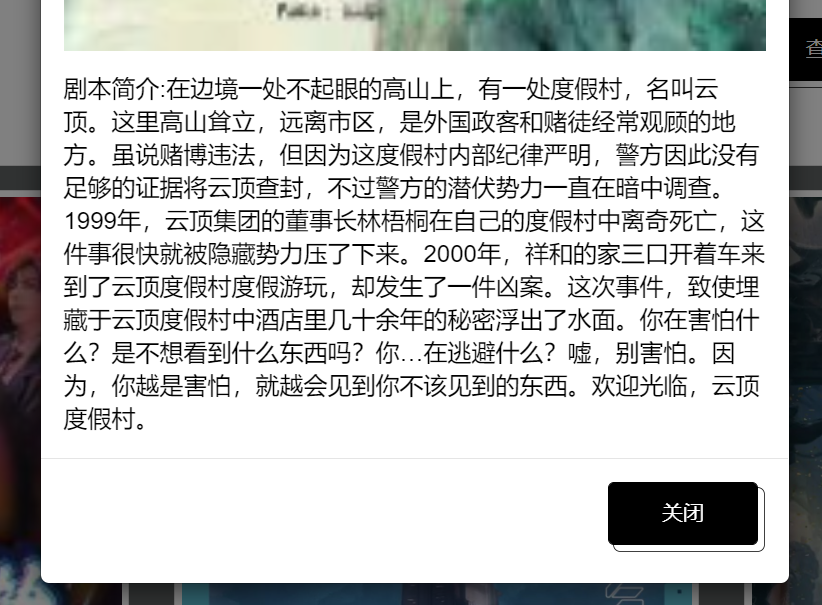 查
剧本简介:在边境一处不起眼的高山上，有一处度假村，名叫云
顶。这里高山耸立，远离市区，是外国政客和赌徒经常观顾的地
方。虽说赌博违法，但因为这度假村内部纪律严明，警方因此没有
足够的证据将云顶查封，不过警方的潜伏势力一直在暗中调查。
1999年，云顶集团的董事长林梧桐在自己的度假村中离奇死亡，这
件事很快就被隐藏势力压了下来。2000年，祥和的家三口开着车来
到了云顶度假村度假游玩，却发生了一件凶案。这次事件，致使埋
藏于云顶度假村中酒店里几十余年的秘密浮出了水面。你在害怕什
么？是不想看到什么东西吗？你…在逃避什么？嘘，别害怕。因
为，你越是害怕，就越会见到你不该见到的东西。欢迎光临，云顶
度假村。
关闭